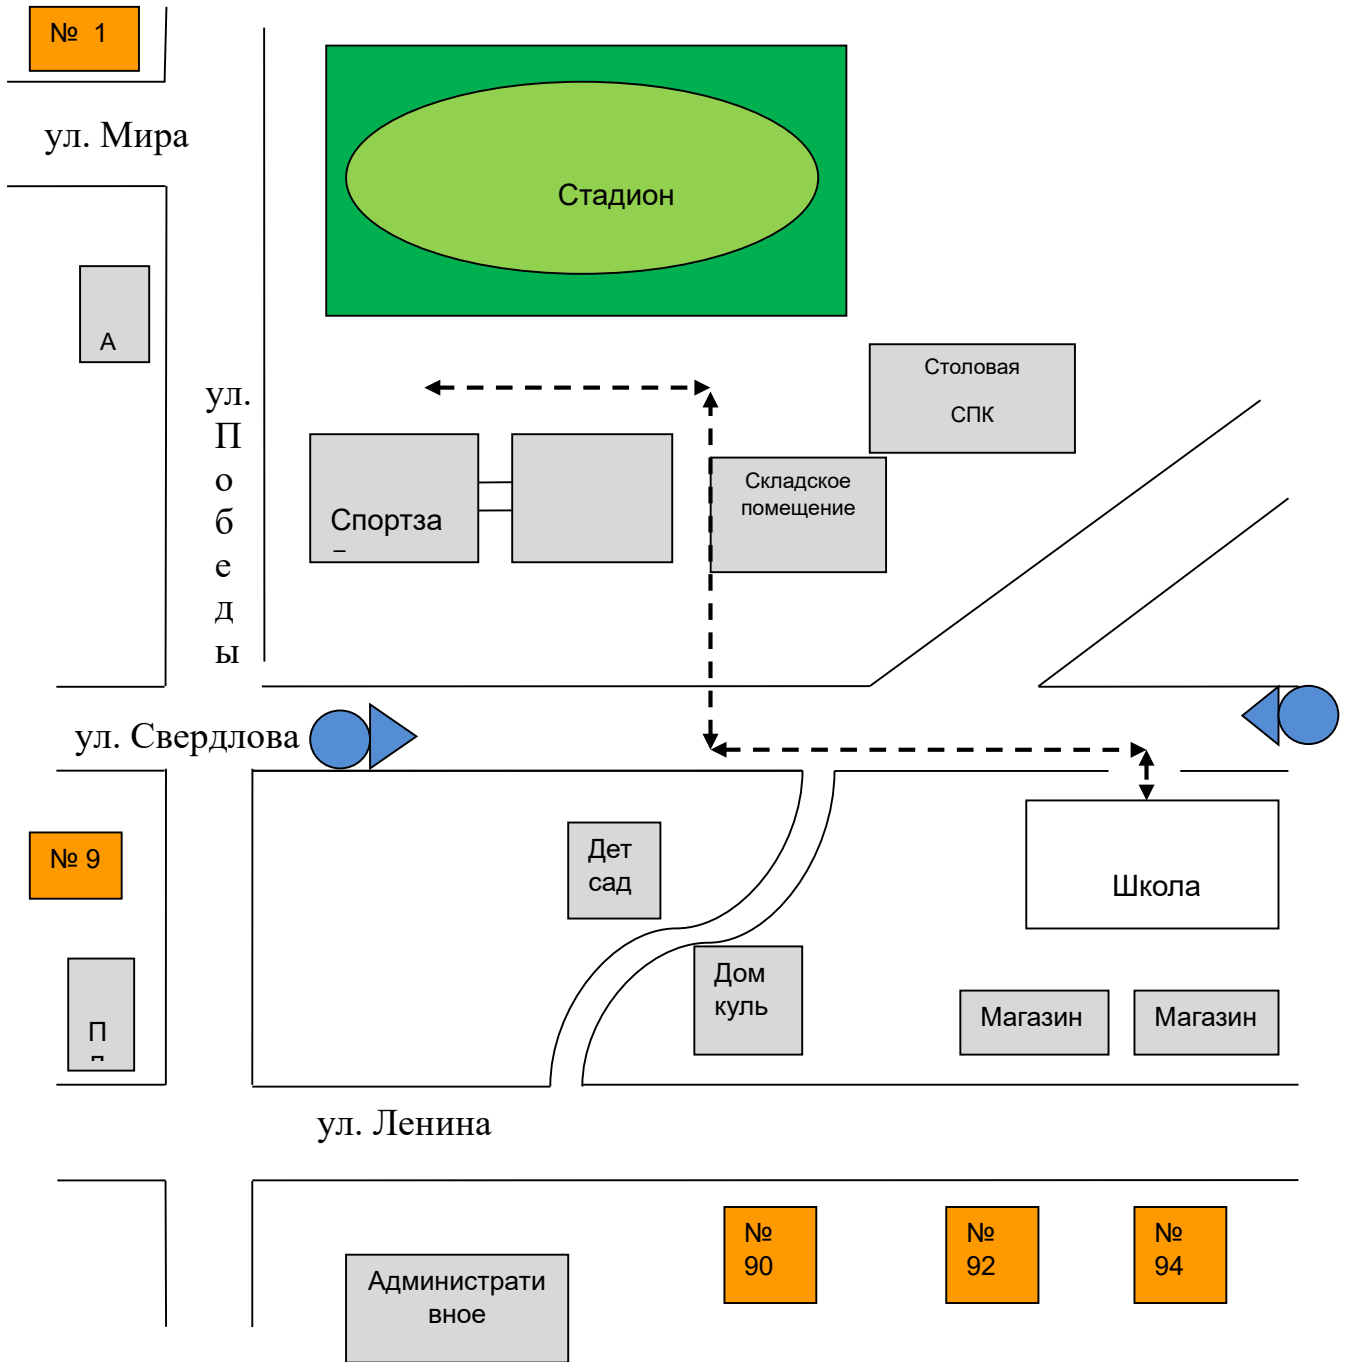 № 1
ул. Мира
Стадион
А
Столовая
СПК
ул.
П
о
б
е
д
ы
Складское
помещение
Спортза
ул. Свердлова
№ 9
Дет
сад
Школа
Дом
куль
П
Магазин
Магазин
ул. Ленина
№
90
№
92
№
94
Административ
вное